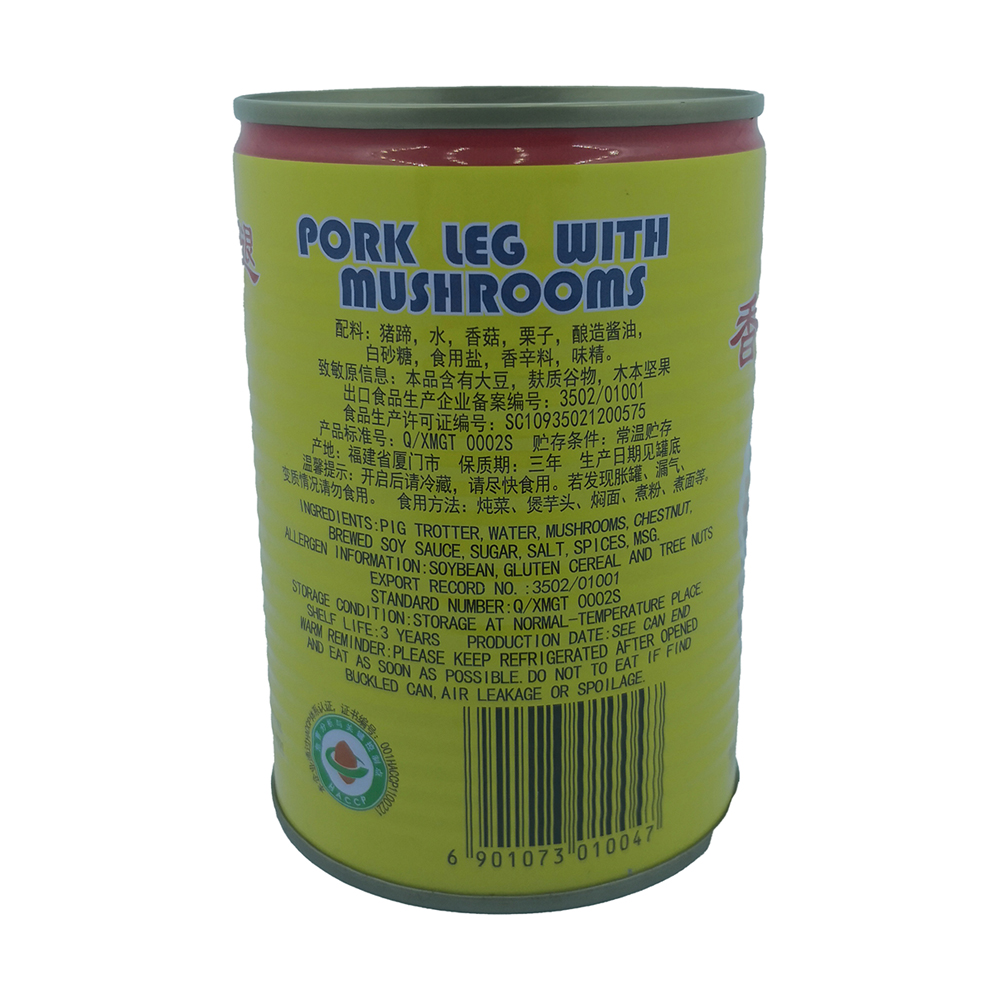 PORK LEG WITH
MUSHROOMS
配料：猪蹄，水，香菇，栗子，酿造酱油，
白砂糖，食用盐，香辛料，味精。
致敏原信息：本品含有大豆，麸质谷物，木本坚果
出口食品生产企业备案编号：3502/01001
食品生产许可证编号：SC10935021200575
产品标准号：Q/XMGT 0002S 贮存条件：常温贮存
产地：福建省厦门市 保质期：三年 生产日期见罐底
温馨提示：开启后请冷藏，请尽快食用。若发现胀罐、漏气、
变质情况请勿食用。 食用方法：炖菜、煲芋头、焖面、煮粉、煮面等。
INGREDIENTS:PIG TROTTER,WATER,MUSHROOMS,CHESTNUT,
BREWED SOY SAUCE,SUGAR,SALT,SPICES,MSG.
ALLERGEN INFORMATION:SOYBEAN,GLUTEN CEREAL AND TREE NUTS
EXPORT RECORD NO.:3502/01001
STANDARD NUMBER:Q/XMGT 0002S
STORAGE CONDITION:STORAGE AT NORMAL-TEMPERATURE PLACE.
SHELF LIFE:3 YEARS PRODUCTION DATE:SEE CAN END
WARM REMINDER:PLEASE KEEP REFRIGERATED AFTER OPENED
AND EAT AS SOON AS POSSIBLE.DO NOT TO EAT IF FIND
BUCKLED CAN,AIR LEAKAGE OR SPOILAGE.
证书编号：001HACCP1100221
HACCP
6 901073 010047
香